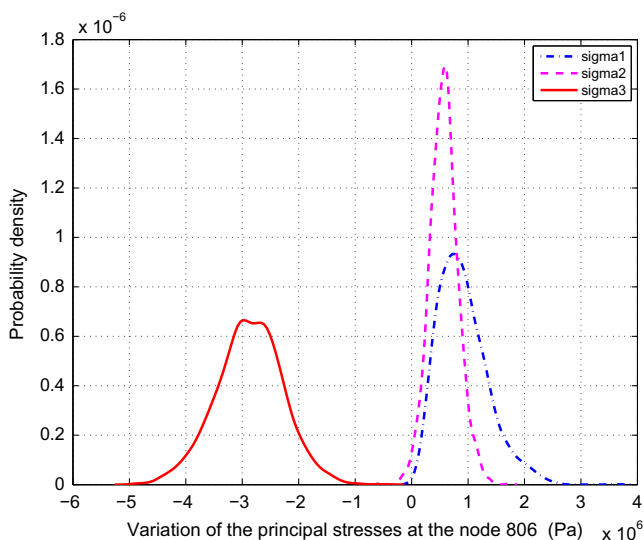 x 10⁻⁶
1.8
1.6
1.4
1.2
1
0.8
0.6
0.4
0.2
0
Probability density
sigma1
sigma2
sigma3
−6 −5 −4 −3 −2 −1 0 1 2 3 4
x 10⁶
Variation of the principal stresses at the node 806 (Pa)